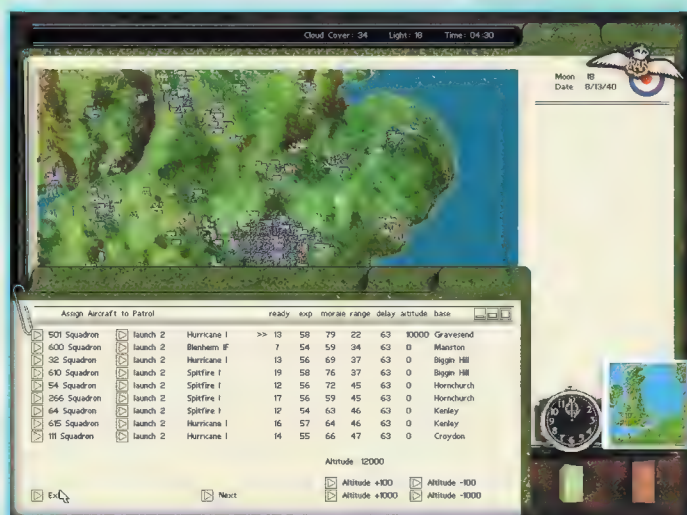 Cloud Cover: 34 Light: 18 Time: 04:30
RAF
Moon 18
Date 8/13/40
Assign Aircraft to Patrol ready exp morale range delay altitude base
501 Squadron launch 2 Hurricane I >> 13 58 79 22 63 10000 Gravesend
600 Squadron launch 2 Blenheim IF 7 54 59 34 63 0 Manston
32 Squadron launch 2 Hurricane I 13 56 69 37 63 0 Biggin Hill
610 Squadron launch 2 Spitfire I 19 58 76 37 63 0 Biggin Hill
54 Squadron launch 2 Spitfire I 12 56 72 45 63 0 Hornchurch
266 Squadron launch 2 Spitfire I 17 56 59 45 63 0 Hornchurch
64 Squadron launch 2 Spitfire I 12 54 63 46 63 0 Kenley
615 Squadron launch 2 Hurricane I 16 57 64 46 63 0 Kenley
111 Squadron launch 2 Hurricane I 14 55 66 47 63 0 Croydon
Altitude 12000
Altitude +100 Altitude -100
Exit Next Altitude +1000 Altitude -1000